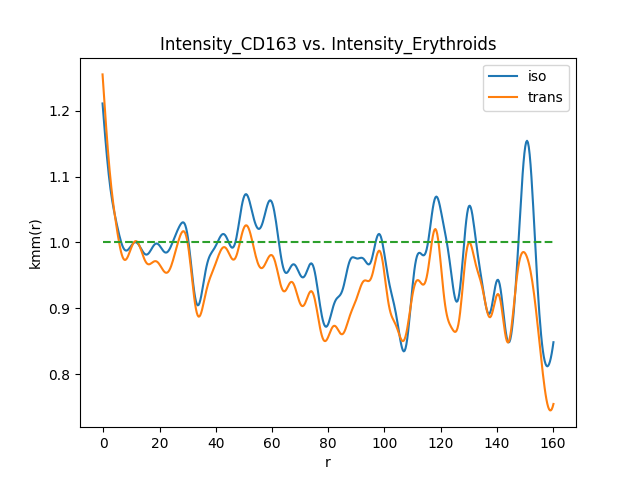 Intensity_CD163 vs. Intensity_Erythroids
iso
trans
kmm(r)
1.2
1.1
1.0
0.9
0.8
0 20 40 60 80 100 120 140 160
r